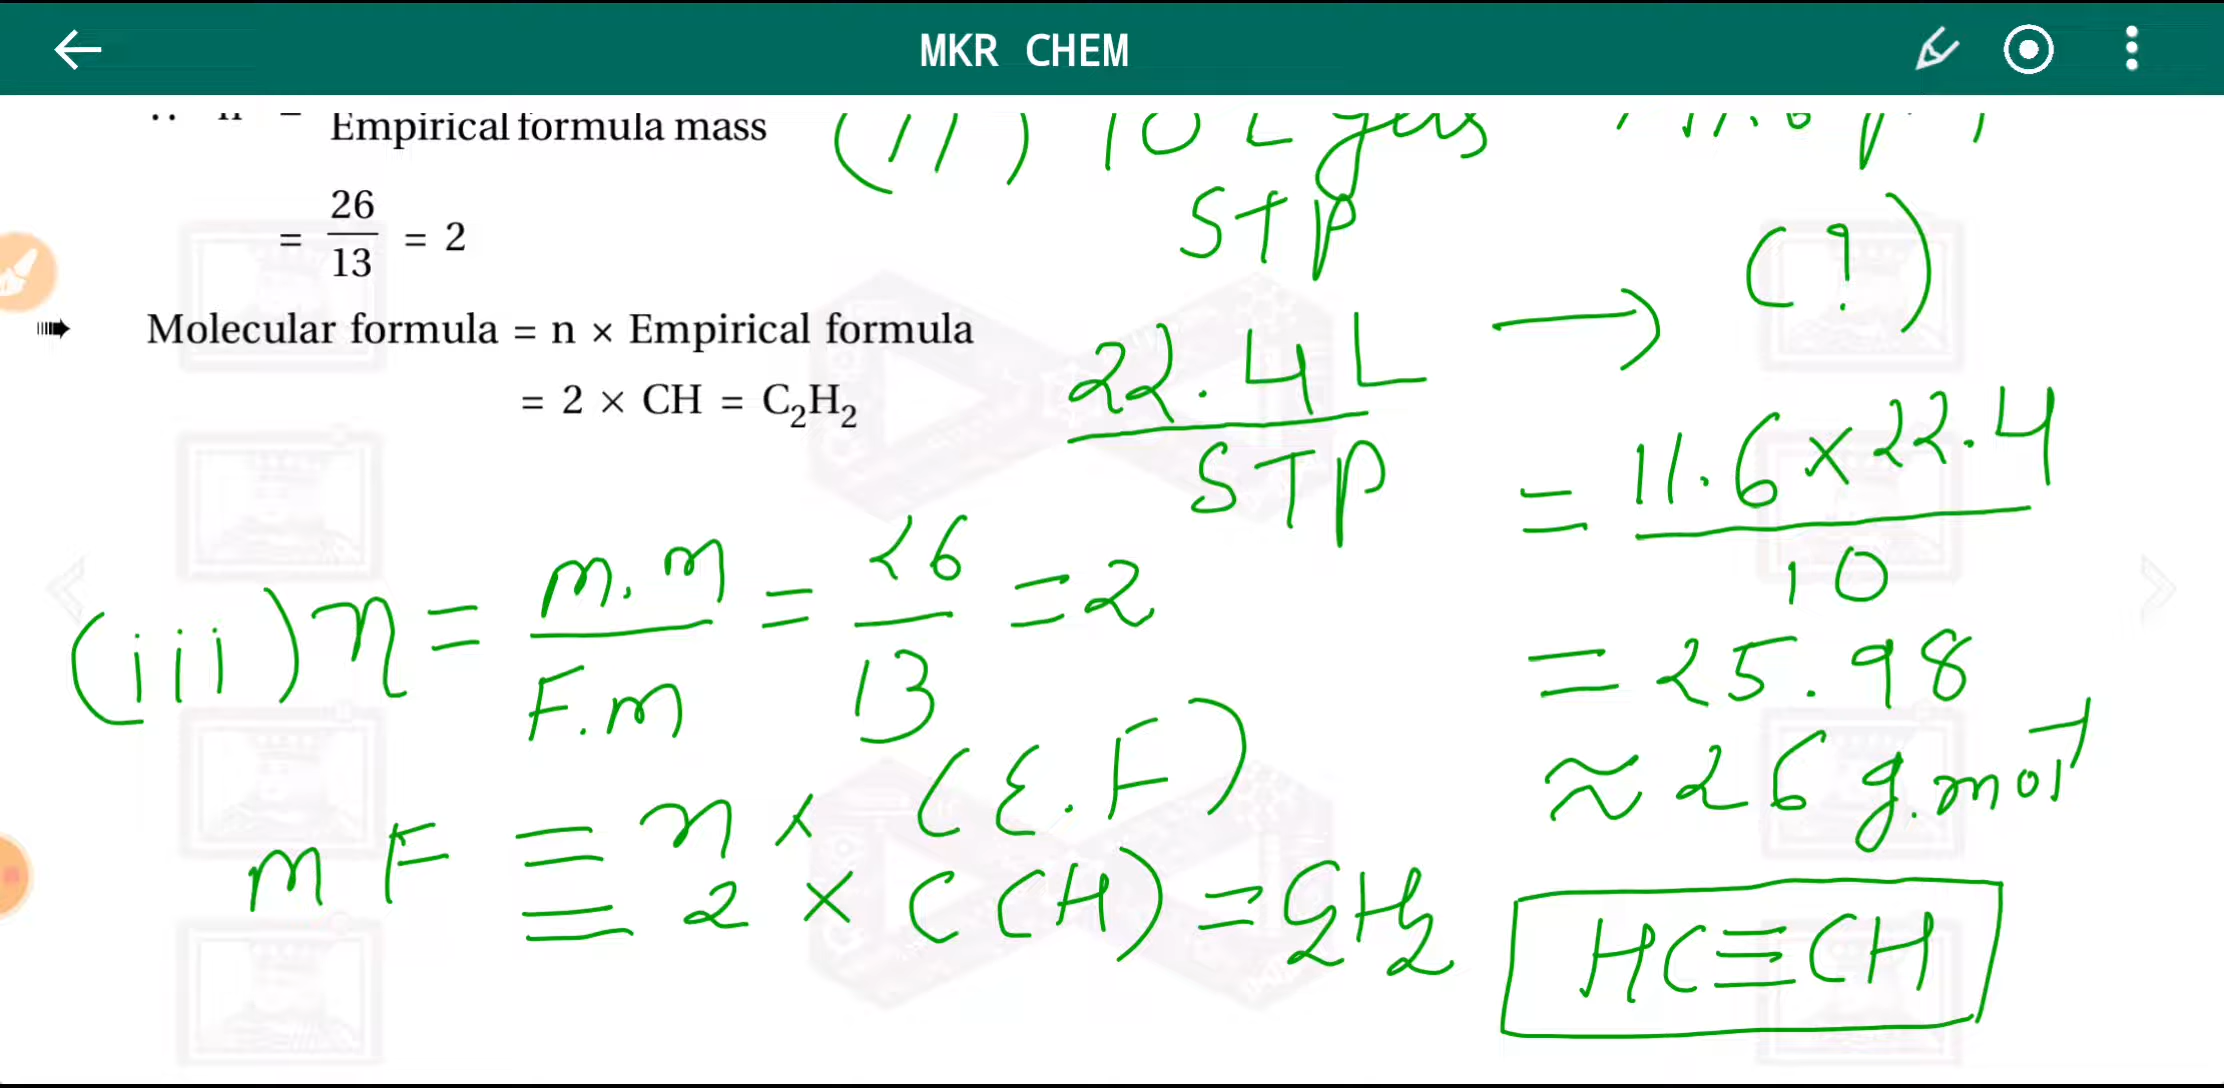 MKR CHEM
Empirical formula mass
(ii) 10 L gas
STP
= 26/13 = 2
(?)
22.4 L →
STP
Molecular formula = n × Empirical formula
= 2 × CH = C₂H₂
= 11.6 × 22.4 / 10
= 25.98
≈ 26 g.mol⁻¹
(iii) n = m.m / F.m = 26 / 13 = 2
m F ≡ n × (E.F)
≡ 2 × C(CH) = C₂H₂
HC≡CH